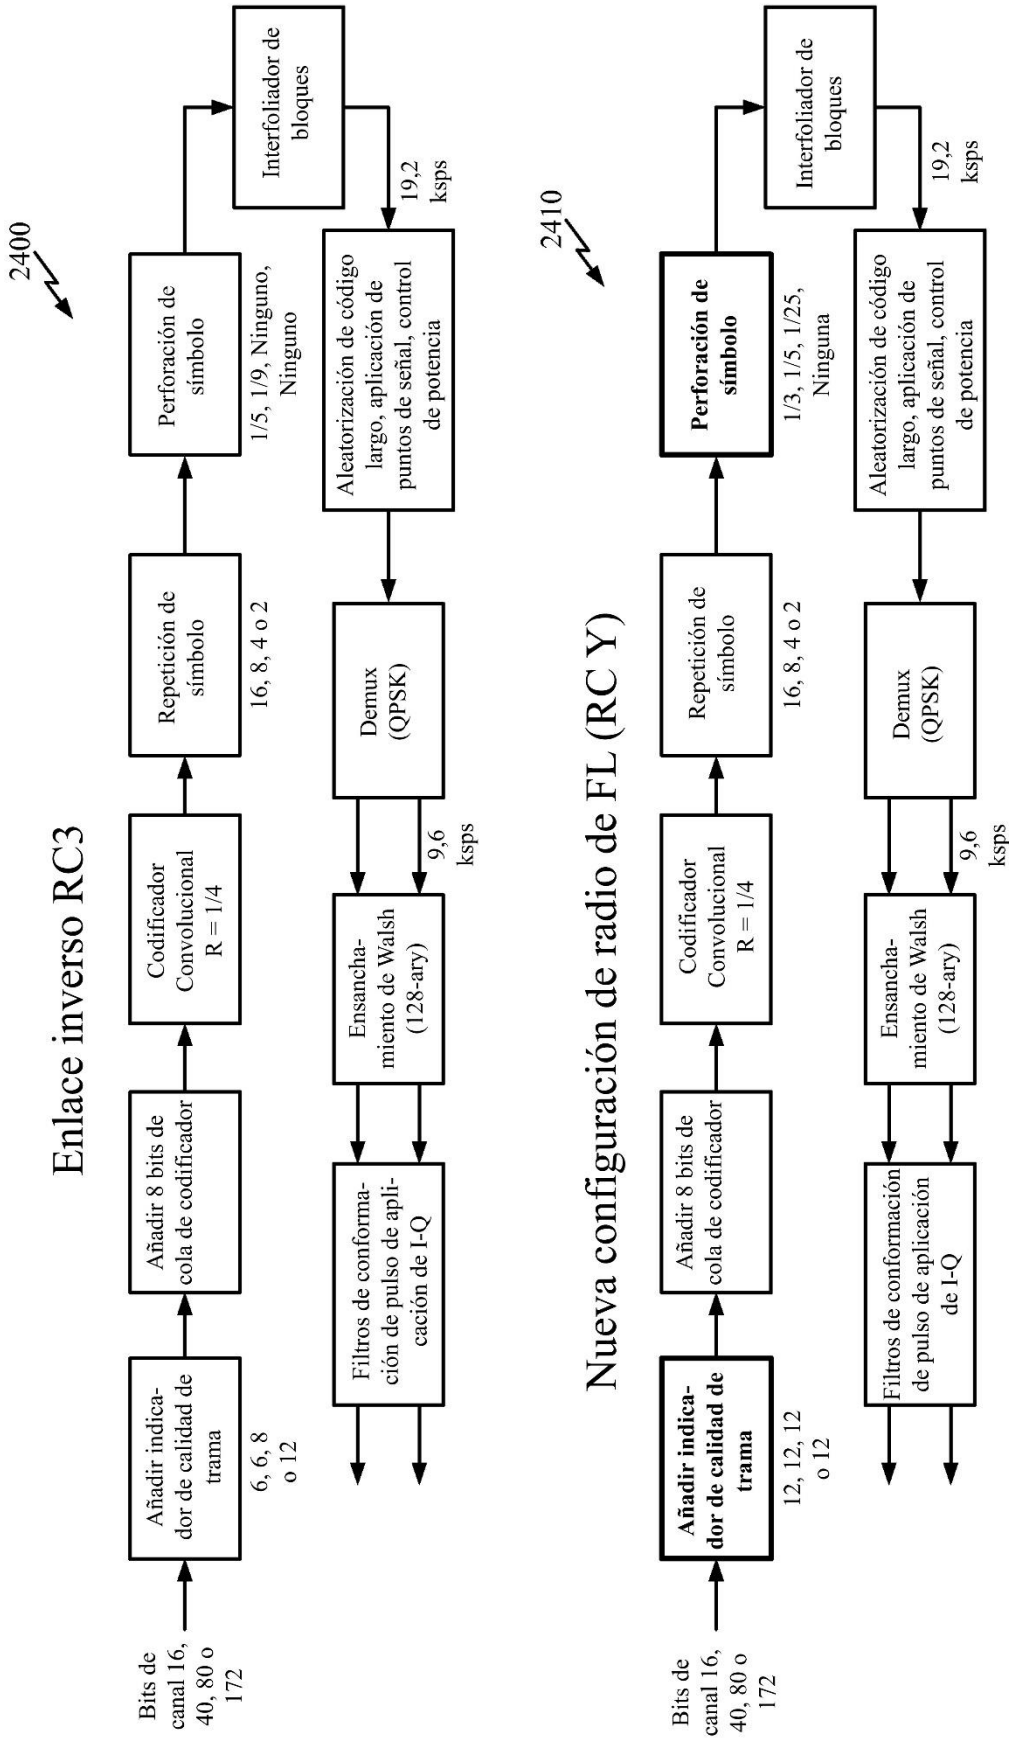 2400
Enlace inverso RC3
Bits de
canal 16,
40, 80 o
172
Añadir indica-
dor de calidad de
trama
6, 6, 8
o 12
Añadir 8 bits de
cola de codificador
Codificador
Convolucional
R = 1/4
Repetición de
símbolo
16, 8, 4 o 2
Perforación de
símbolo
1/5, 1/9, Ninguno,
Ninguno
Interfoliador de
bloques
19,2
ksps
Aleatorización de código
largo, aplicación de
puntos de señal, control
de potencia
Demux
(QPSK)
9,6
ksps
Ensancha-
miento de Walsh
(128-ary)
Filtros de conforma-
ción de pulso de apli-
cación de I-Q
2410
Nueva configuración de radio de FL (RC Y)
Bits de
canal 16,
40, 80 o
172
Añadir indica-
dor de calidad de
trama
12, 12, 12
o 12
Añadir 8 bits de
cola de codificador
Codificador
Convolucional
R = 1/4
Repetición de
símbolo
16, 8, 4 o 2
Perforación de
símbolo
1/3, 1/5, 1/25,
Ninguna
Interfoliador de
bloques
19,2
ksps
Aleatorización de código
largo, aplicación de
puntos de señal, control
de potencia
Demux
(QPSK)
9,6
ksps
Ensancha-
miento de Walsh
(128-ary)
Filtros de conformación
de pulso de aplicación
de I-Q